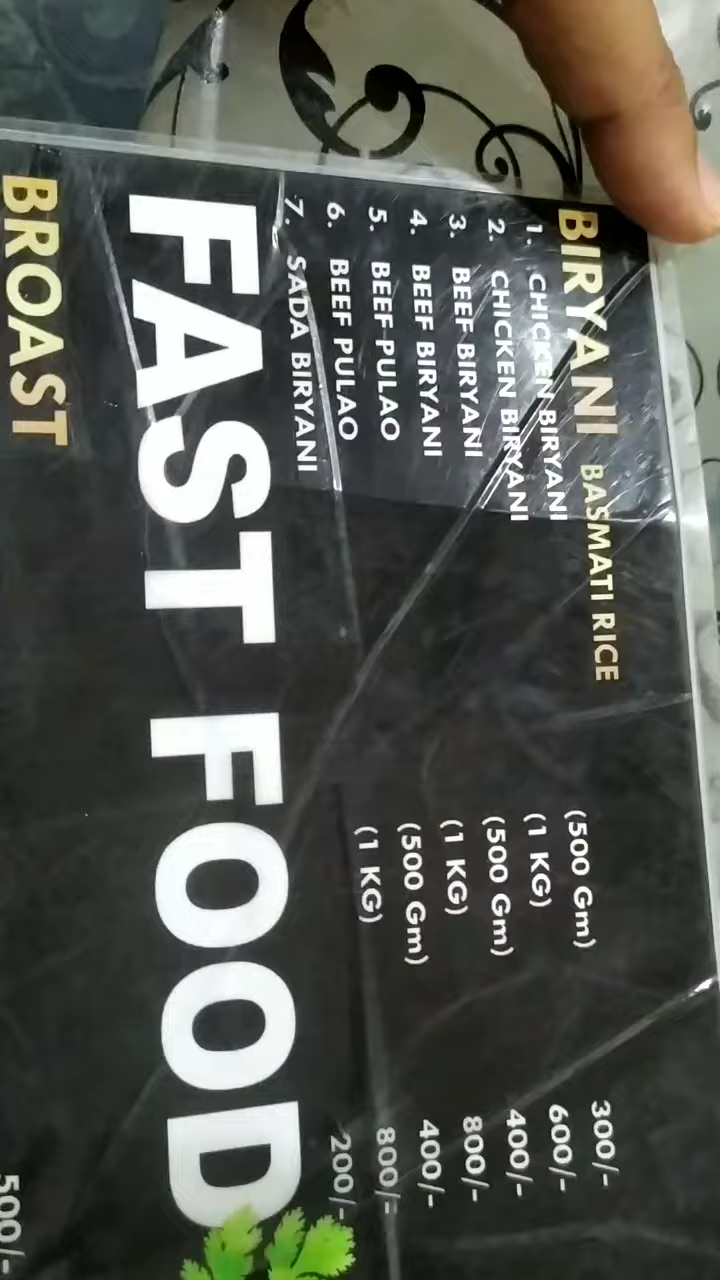 BIRYANI BASMATI RICE
1. CHICKEN BIRYANI (500 Gm) 300/-
2. CHICKEN BIRYANI (1 KG) 600/-
3. BEEF BIRYANI (500 Gm) 400/-
4. BEEF BIRYANI (1 KG) 800/-
5. BEEF PULAO (500 Gm) 400/-
6. BEEF PULAO (1 KG) 800/-
7. SADA BIRYANI 200/-
FAST FOOD
BROAST
500/-